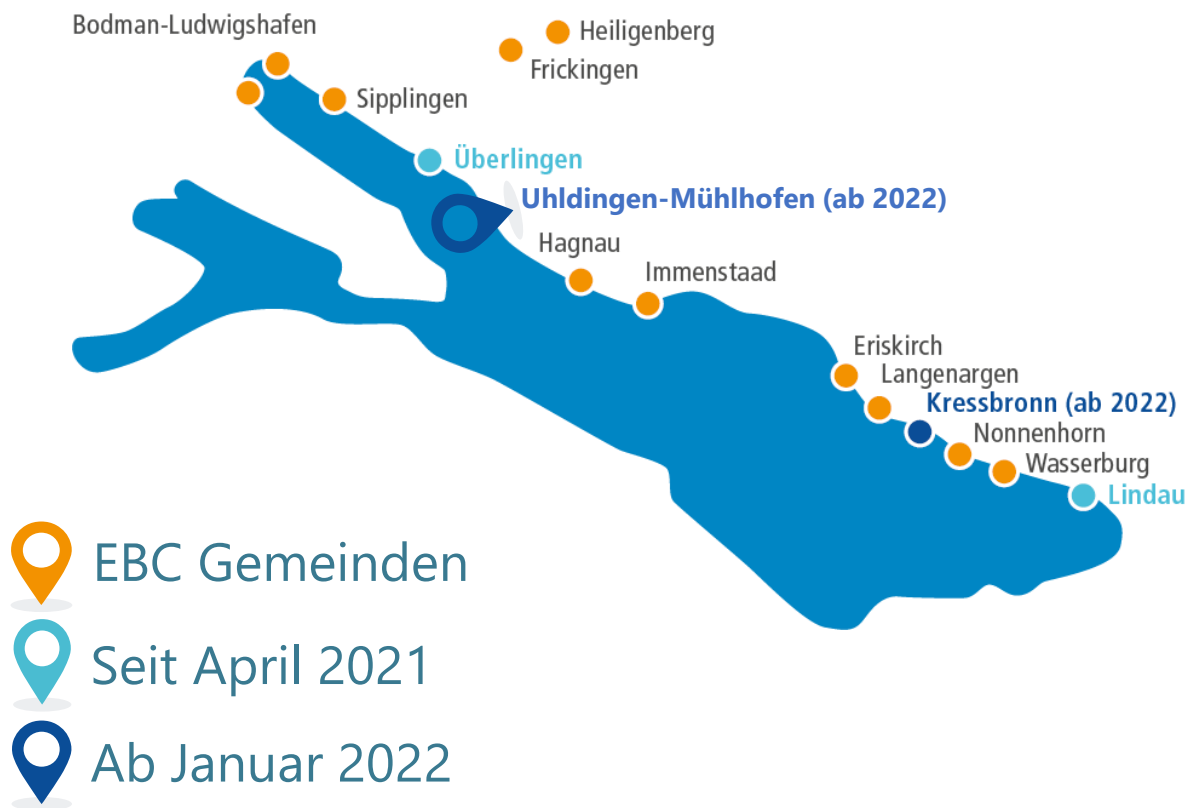 Bodman-Ludwigshafen
Heiligenberg
Frickingen
Sipplingen
Überlingen
Uhldingen-Mühlhofen (ab 2022)
Hagnau
Immenstaad
Eriskirch
Langenargen
Kressbronn (ab 2022)
Nonnenhorn
Wasserburg
Lindau
EBC Gemeinden
Seit April 2021
Ab Januar 2022